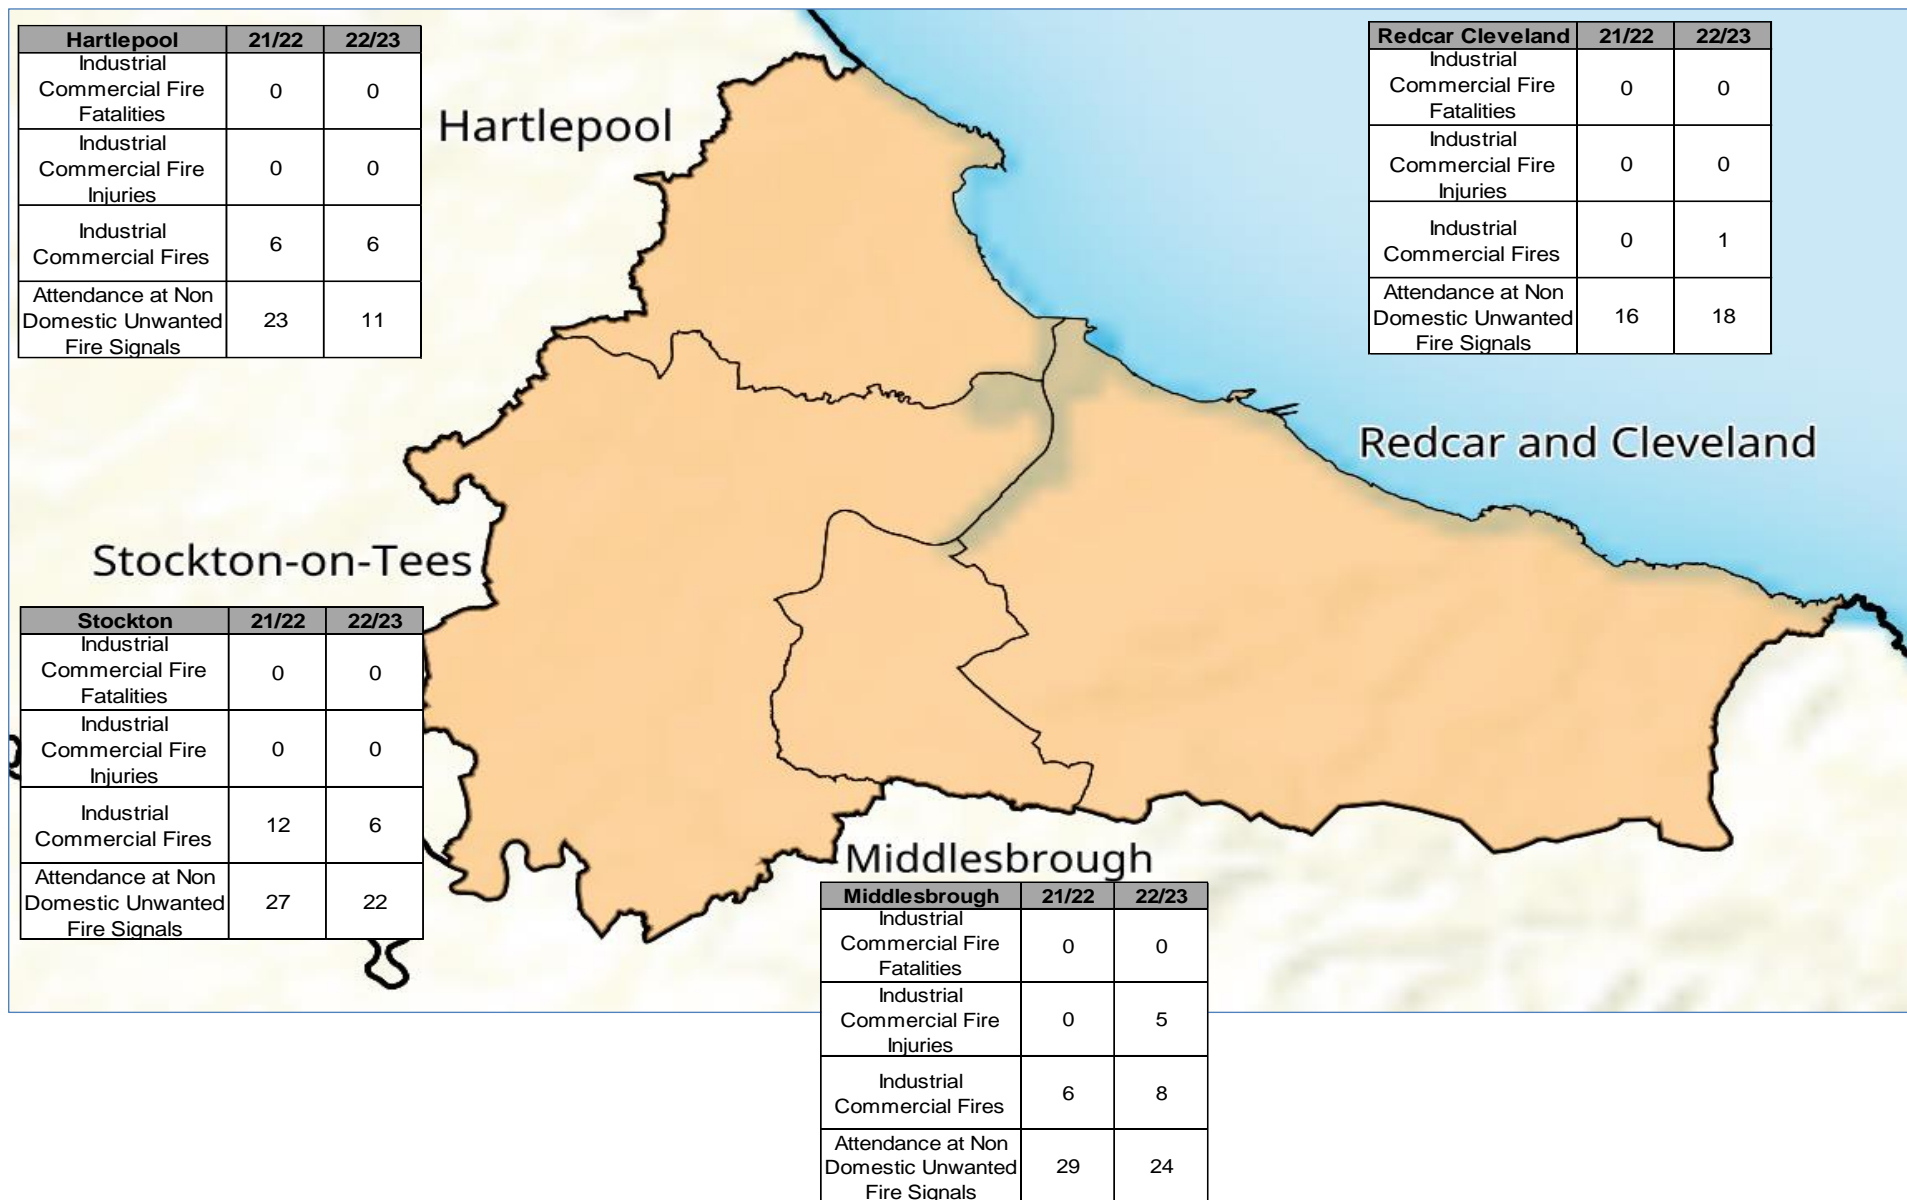 Hartlepool 21/22 22/23
Industrial
Commercial Fire
Fatalities
0 0
Industrial
Commercial Fire
Injuries
0 0
Industrial
Commercial Fires
6 6
Attendance at Non
Domestic Unwanted
Fire Signals
23 11
Hartlepool
Redcar Cleveland 21/22 22/23
Industrial
Commercial Fire
Fatalities
0 0
Industrial
Commercial Fire
Injuries
0 0
Industrial
Commercial Fires
0 1
Attendance at Non
Domestic Unwanted
Fire Signals
16 18
Redcar and Cleveland
Stockton-on-Tees
Stockton 21/22 22/23
Industrial
Commercial Fire
Fatalities
0 0
Industrial
Commercial Fire
Injuries
0 0
Industrial
Commercial Fires
12 6
Attendance at Non
Domestic Unwanted
Fire Signals
27 22
Middlesbrough
Middlesbrough 21/22 22/23
Industrial
Commercial Fire
Fatalities
0 0
Industrial
Commercial Fire
Injuries
0 5
Industrial
Commercial Fires
6 8
Attendance at Non
Domestic Unwanted
Fire Signals
29 24